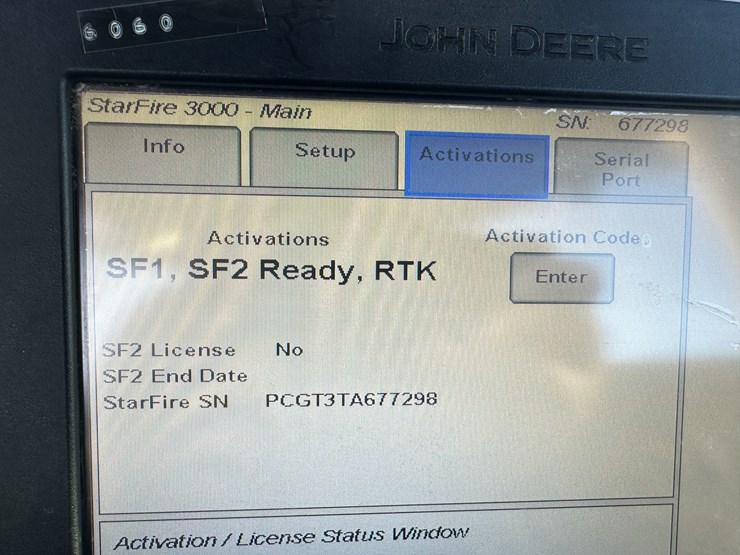 6060
JOHN DEERE
StarFire 3000 - Main
SN: 677298
Info
Setup
Activations
Serial
Port
Activations
Activation Code
SF1, SF2 Ready, RTK
Enter
SF2 License No
SF2 End Date
StarFire SN PCGT3TA677298
Activation / License Status Window